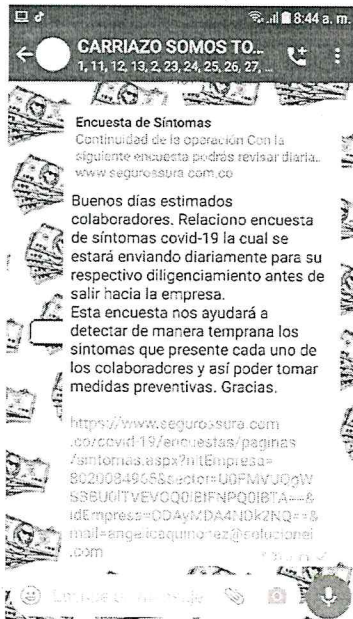 8:44 a. m.
CARRIAZO SOMOS TO...
1, 11, 12, 13, 2, 23, 24, 25, 26, 27, ...
Encuesta de Síntomas
Continuidad de la operación Con la
siguiente encuesta podrás revisar diaria..
www.segurossura.com.co
Buenos días estimados
colaboradores. Relaciono encuesta
de síntomas covid-19 la cual se
estará enviando diariamente para su
respectivo diligenciamiento antes de
salir hacia la empresa.
Esta encuesta nos ayudará a
detectar de manera temprana los
sintomas que presente cada uno de
los colaboradores y así poder tomar
medidas preventivas. Gracias.
https://www.segurossura.com
.co/covid-19/encuestas/paginas
/sintomas.aspx?nitEmpresa=
.com